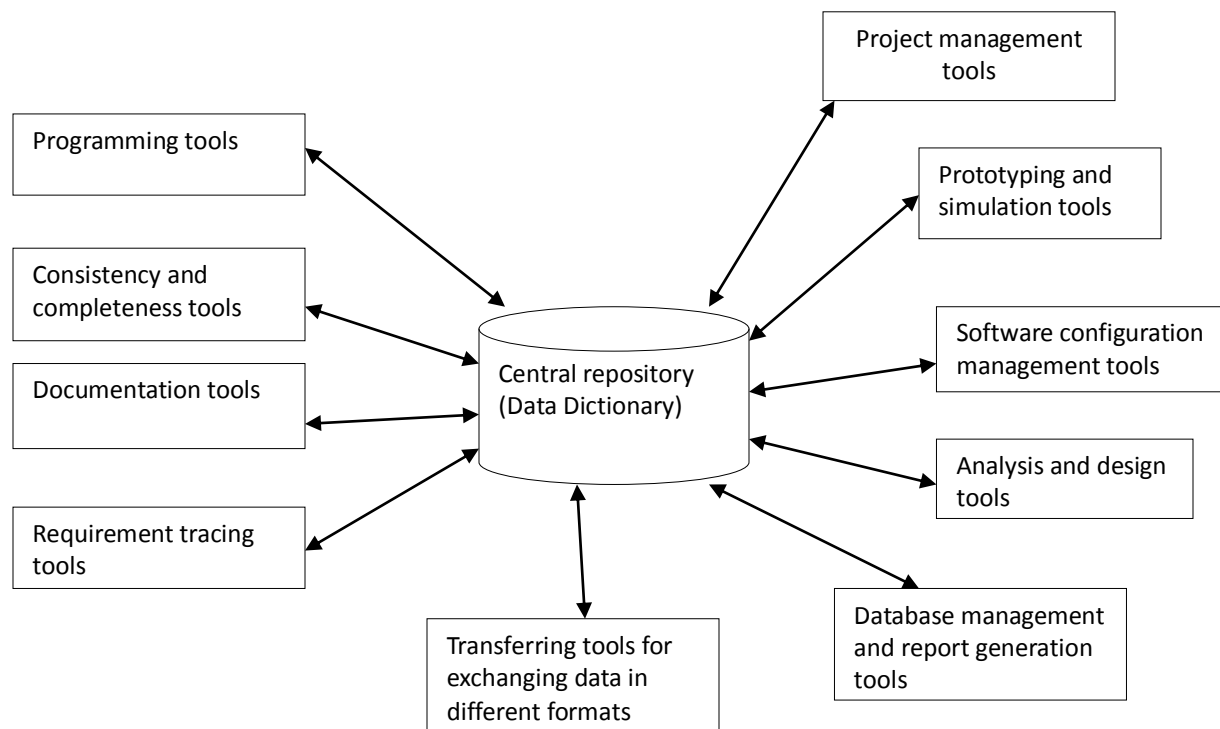 Project management
tools
Programming tools
Prototyping and
simulation tools
Consistency and
completeness tools
Software configuration
management tools
Central repository
(Data Dictionary)
Documentation tools
Analysis and design
tools
Requirement tracing
tools
Database management
and report generation
tools
Transferring tools for
exchanging data in
different formats